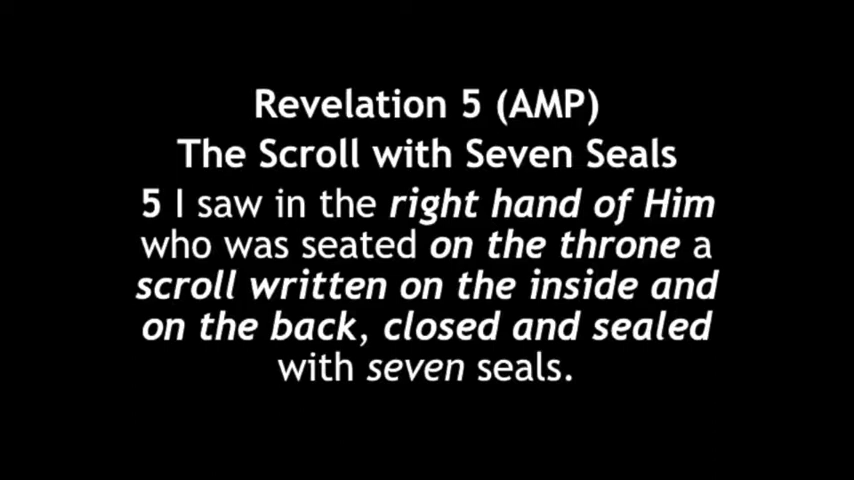 Revelation 5 (AMP)
The Scroll with Seven Seals
5 I saw in the right hand of Him
who was seated on the throne a
scroll written on the inside and
on the back, closed and sealed
with seven seals.